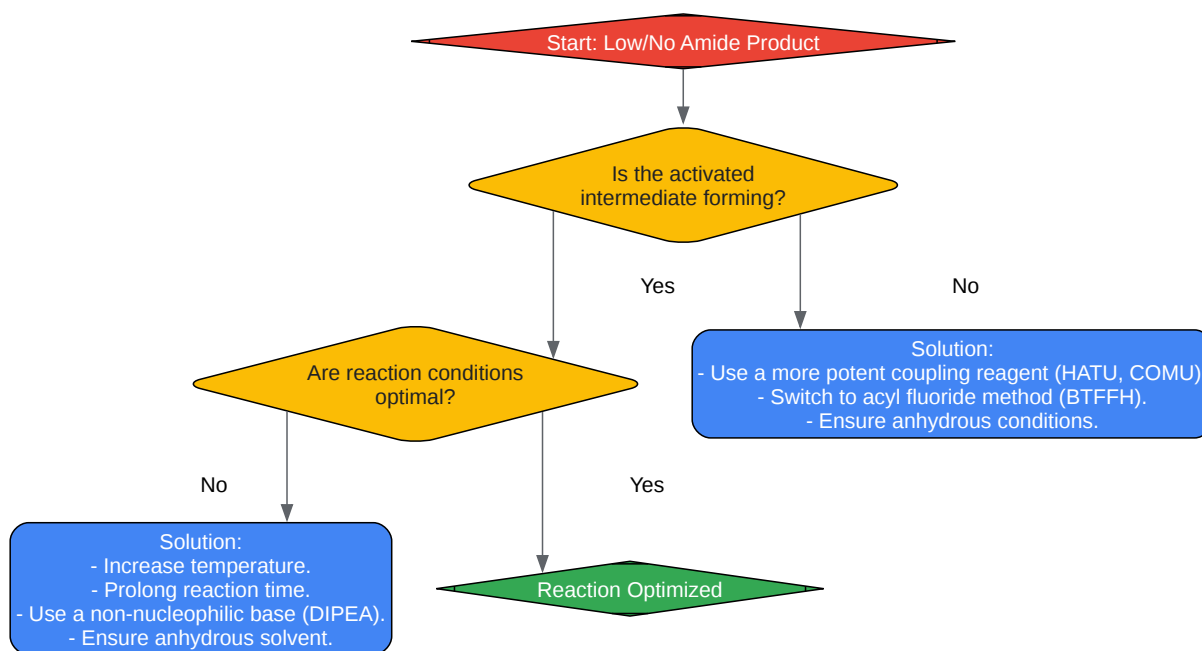 Start: Low/No Amide Product
Is the activated
intermediate forming?
Yes
No
Are reaction conditions
optimal?
Solution:
- Use a more potent coupling reagent (HATU, COMU)
- Switch to acyl fluoride method (BTFFH).
- Ensure anhydrous conditions.
No
Yes
Solution:
- Increase temperature.
- Prolong reaction time.
- Use a non-nucleophilic base (DIPEA).
- Ensure anhydrous solvent.
Reaction Optimized